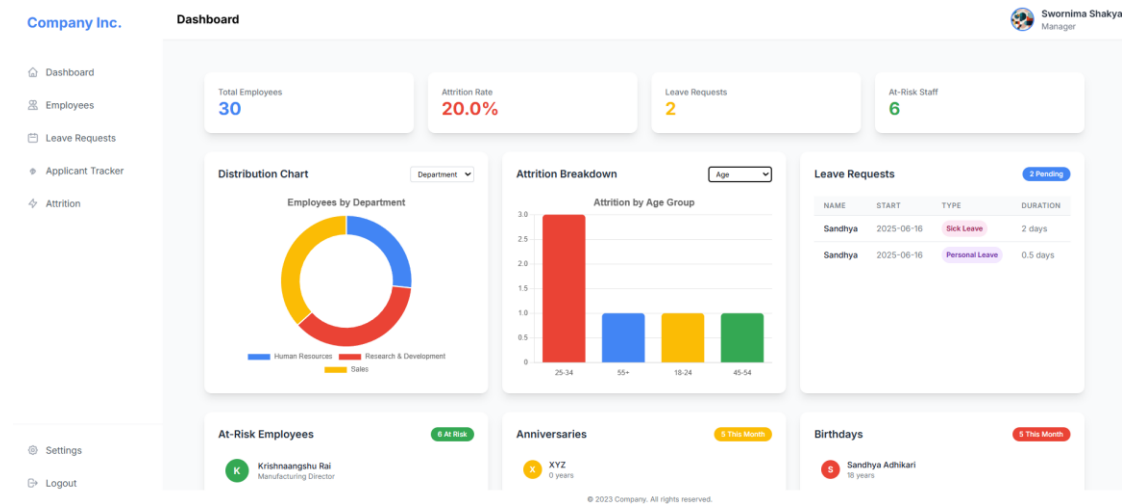 Company Inc.
Dashboard
Swornima Shakya
Manager
Dashboard
Employees
Leave Requests
Applicant Tracker
Attrition
Settings
Logout
Total Employees
30
Attrition Rate
20.0%
Leave Requests
2
At-Risk Staff
6
Distribution Chart
Department
Employees by Department
Human Resources
Research & Development
Sales
Attrition Breakdown
Age
Attrition by Age Group
3.0
2.5
2.0
1.5
1.0
0.5
0
25-34 55+ 18-24 45-54
Leave Requests
2 Pending
NAME START TYPE DURATION
Sandhya 2025-06-16 Sick Leave 2 days
Sandhya 2025-06-16 Personal Leave 0.5 days
At-Risk Employees
6 At Risk
K
Krishnaangshu Rai
Manufacturing Director
Anniversaries
5 This Month
X
XYZ
0 years
Birthdays
5 This Month
S
Sandhya Adhikari
18 years
© 2023 Company. All rights reserved.